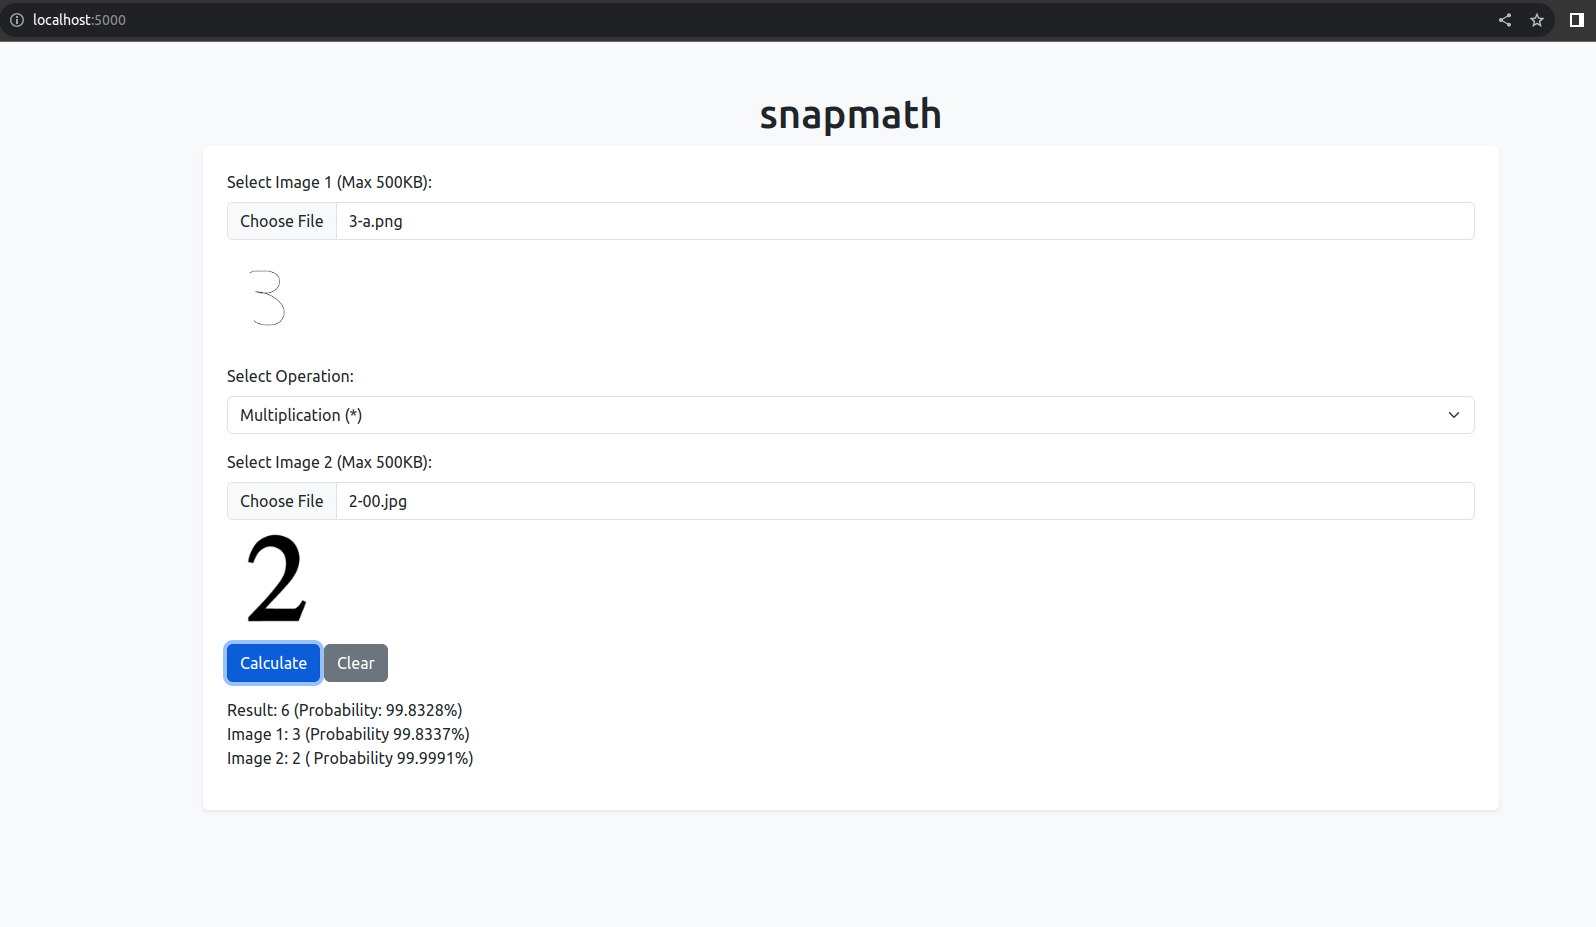 localhost:5000
snapmath
Select Image 1 (Max 500KB):
Choose File 3-a.png
3
Select Operation:
Multiplication (*)
Select Image 2 (Max 500KB):
Choose File 2-00.jpg
2
Calculate Clear
Result: 6 (Probability: 99.8328%)
Image 1: 3 (Probability 99.8337%)
Image 2: 2 ( Probability 99.9991%)